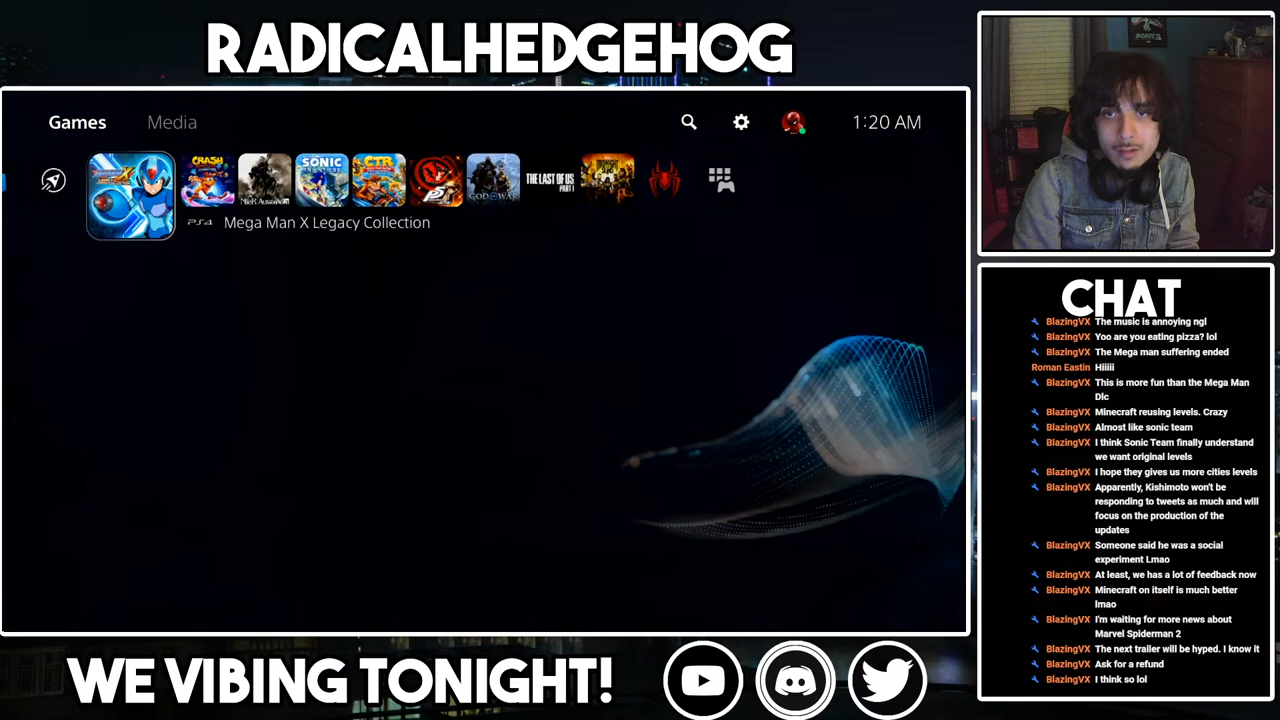 RADICALHEDGEHOG
Games Media 1:20 AM
CRASH
NieR:Automata
SONIC
FRONTIERS
CTR
GOD OF WAR
THE LAST OF US
PART I
PS4 Mega Man X Legacy Collection
CHAT
BlazingVX The music is annoying ngl
BlazingVX Yoo are you eating pizza? lol
BlazingVX The Mega man suffering ended
Roman Eastin Hiiiii
BlazingVX This is more fun than the Mega Man
Dlc
BlazingVX Minecraft reusing levels. Crazy
BlazingVX Almost like sonic team
BlazingVX I think Sonic Team finally understand
we want original levels
BlazingVX I hope they gives us more cities levels
BlazingVX Apparently, Kishimoto won't be
responding to tweets as much and will
focus on the production of the
updates
BlazingVX Someone said he was a social
experiment Lmao
BlazingVX At least, we has a lot of feedback now
BlazingVX Minecraft on itself is much better
lmao
BlazingVX I'm waiting for more news about
Marvel Spiderman 2
BlazingVX The next trailer will be hyped. I know it
BlazingVX Ask for a refund
BlazingVX I think so lol
WE VIBING TONIGHT!